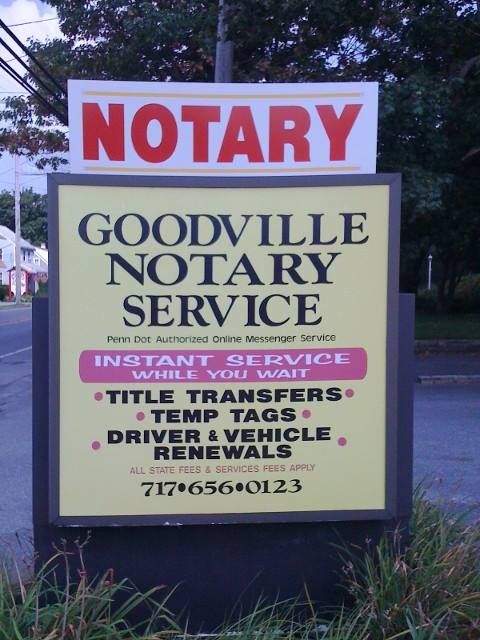 NOTARY
GOODVILLE
NOTARY
SERVICE
Penn Dot Authorized Online Messenger Service
INSTANT SERVICE
WHILE YOU WAIT
•TITLE TRANSFERS•
•TEMP TAGS•
•DRIVER & VEHICLE•
RENEWALS
ALL STATE FEES & SERVICES FEES APPLY
717•656•0123